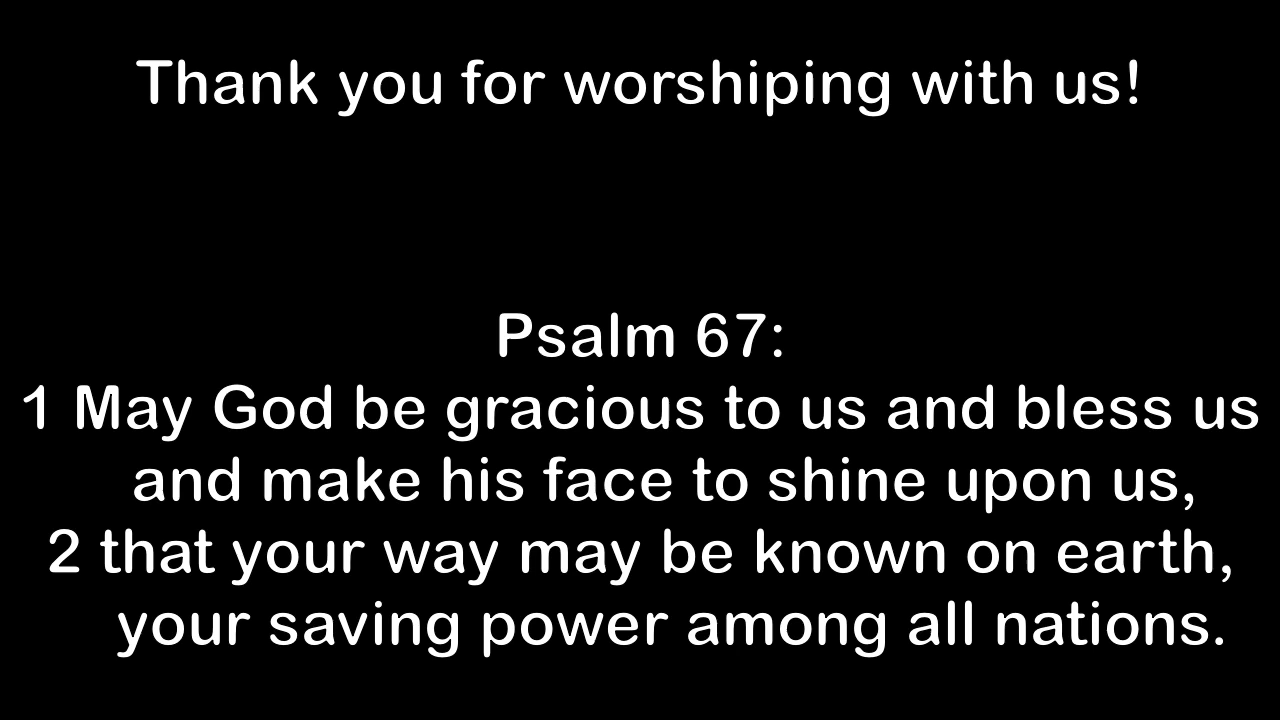 Thank you for worshiping with us!
Psalm 67:
1 May God be gracious to us and bless us
and make his face to shine upon us,
2 that your way may be known on earth,
your saving power among all nations.